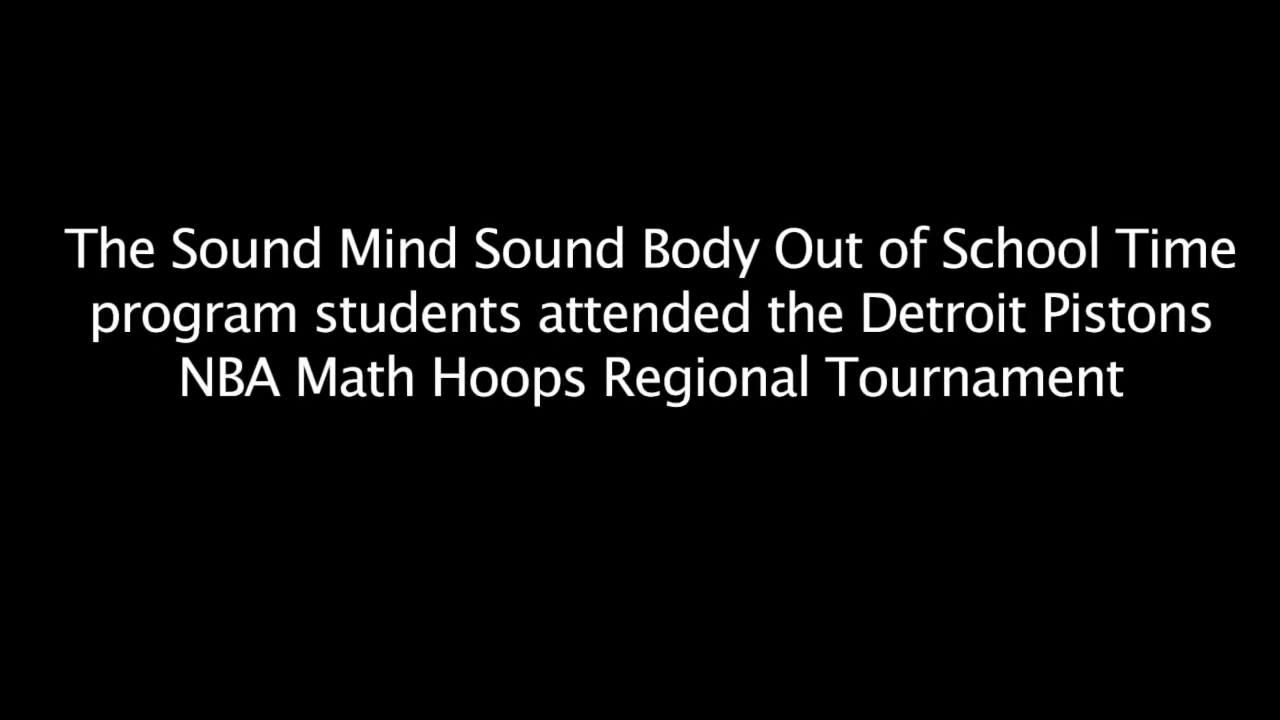 The Sound Mind Sound Body Out of School Time
program students attended the Detroit Pistons
NBA Math Hoops Regional Tournament